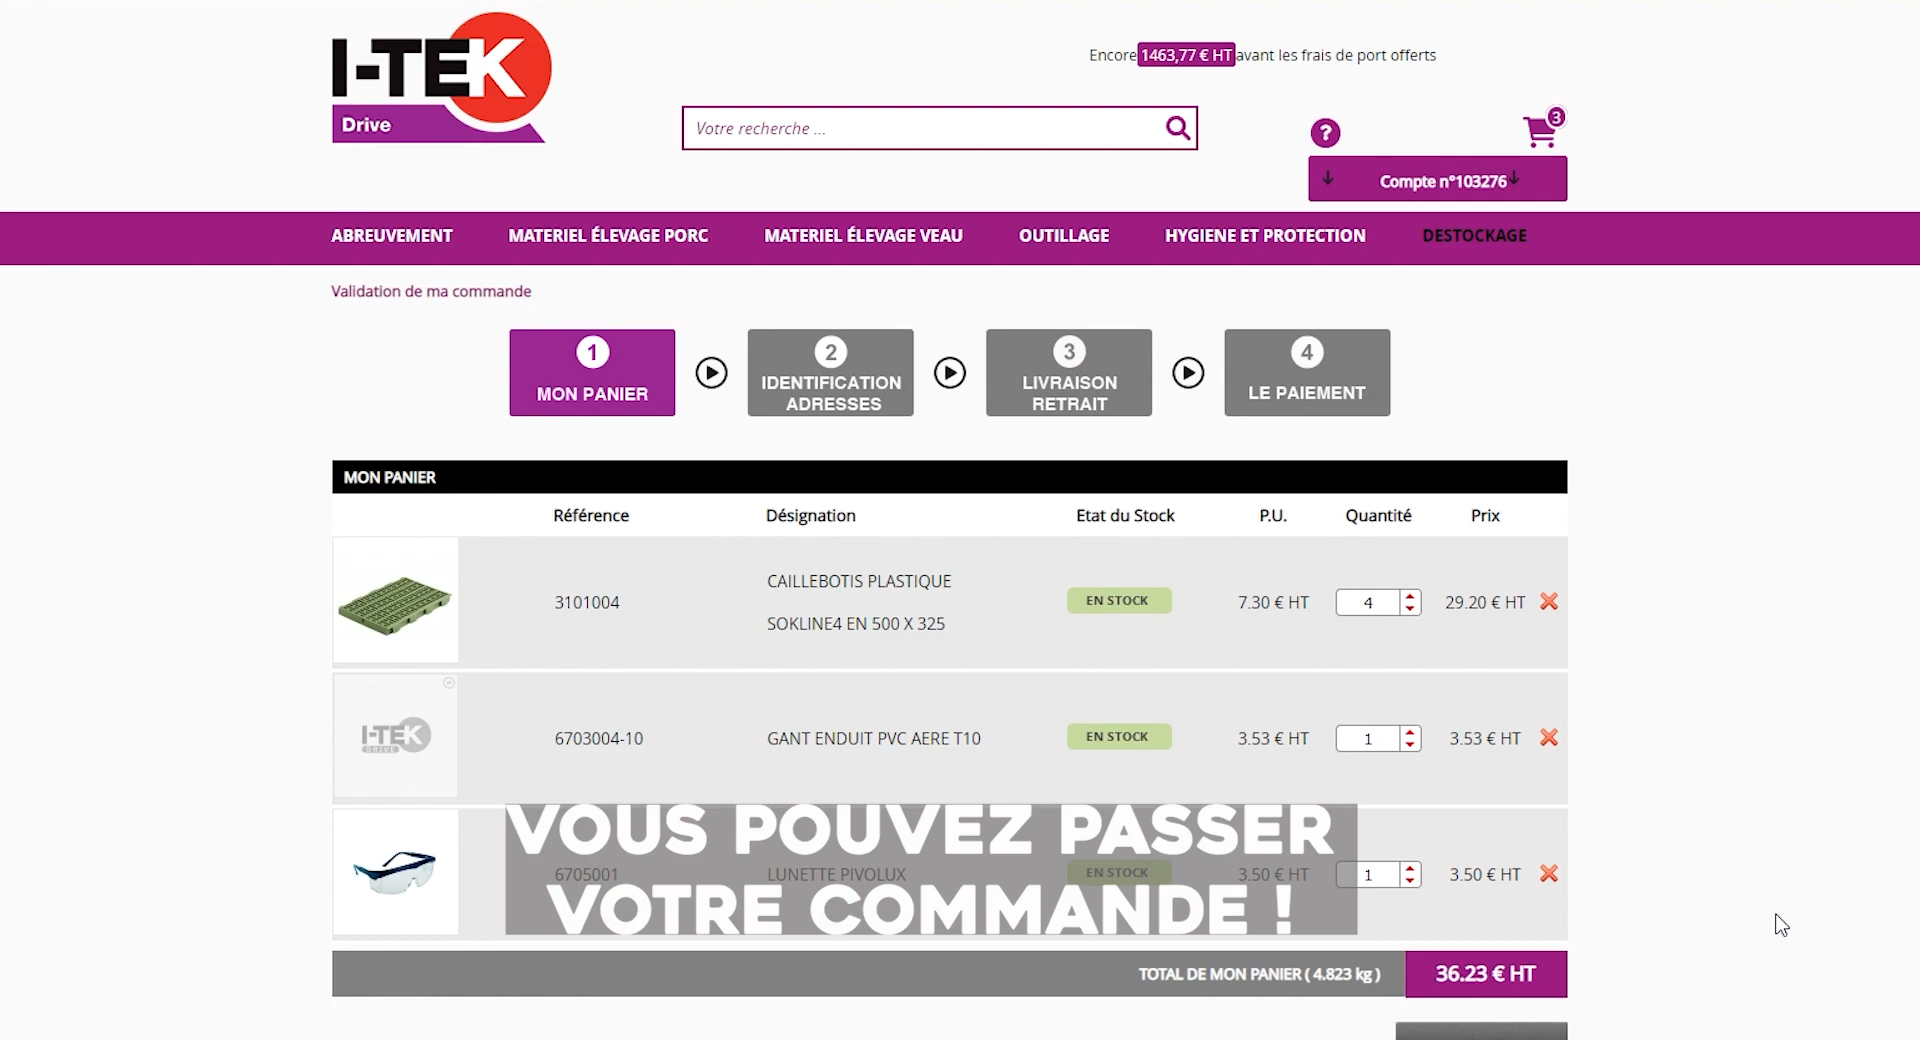 I-TEK
Drive
Encore 1463,77 € HT avant les frais de port offerts
Votre recherche ...
?
3
Compte n°103276
ABREUVEMENT MATERIEL ÉLEVAGE PORC MATERIEL ÉLEVAGE VEAU OUTILLAGE HYGIENE ET PROTECTION DESTOCKAGE
Validation de ma commande
1
MON PANIER
2
IDENTIFICATION
ADRESSES
3
LIVRAISON
RETRAIT
4
LE PAIEMENT
MON PANIER
Référence Désignation Etat du Stock P.U. Quantité Prix
3101004 CAILLEBOTIS PLASTIQUE
SOKLINE4 EN 500 X 325 EN STOCK 7.30 € HT 4 29.20 € HT
I-TEK
DRIVE
6703004-10 GANT ENDUIT PVC AERE T10 EN STOCK 3.53 € HT 1 3.53 € HT
6705001 LUNETTE PIVOLUX EN STOCK 3.50 € HT 1 3.50 € HT
VOUS POUVEZ PASSER
VOTRE COMMANDE !
TOTAL DE MON PANIER ( 4.823 kg ) 36.23 € HT